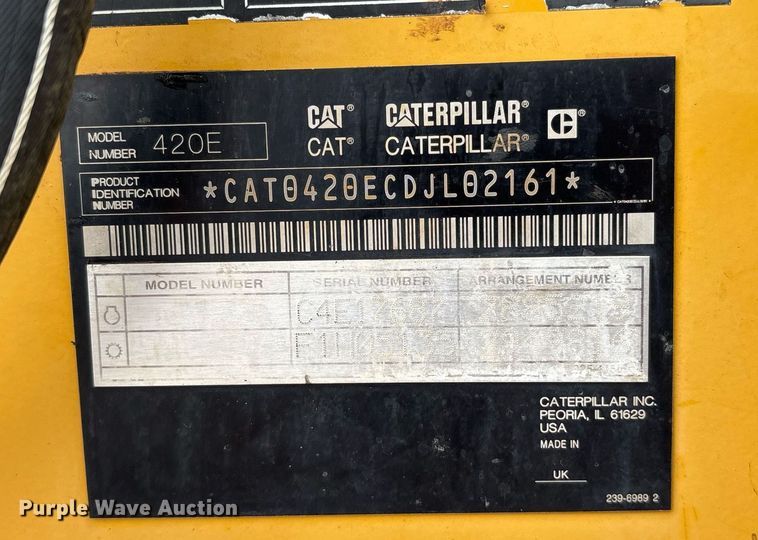 CAT® CATERPILLAR®
CAT® CATERPILLAR®
MODEL NUMBER 420E
PRODUCT IDENTIFICATION NUMBER *CAT0420ECDJL02161*
MODEL NUMBER SERIAL NUMBER ARRANGEMENT NUMBER
CATERPILLAR INC.
PEORIA, IL 61629
USA
MADE IN
UK
239-6989 2
Purple Wave Auction